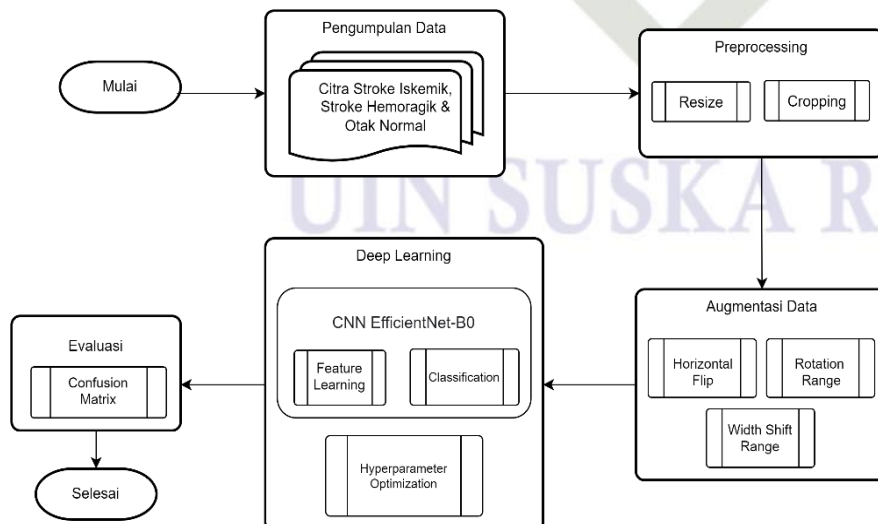 Mulai
Pengumpulan Data
Citra Stroke Iskemik,
Stroke Hemoragik &
Otak Normal
Preprocessing
Resize
Cropping
UIN SUSKA R
Augmentasi Data
Horizontal
Flip
Rotation
Range
Width Shift
Range
Deep Learning
CNN EfficientNet-B0
Feature
Learning
Classification
Hyperparameter
Optimization
Evaluasi
Confusion
Matrix
Selesai